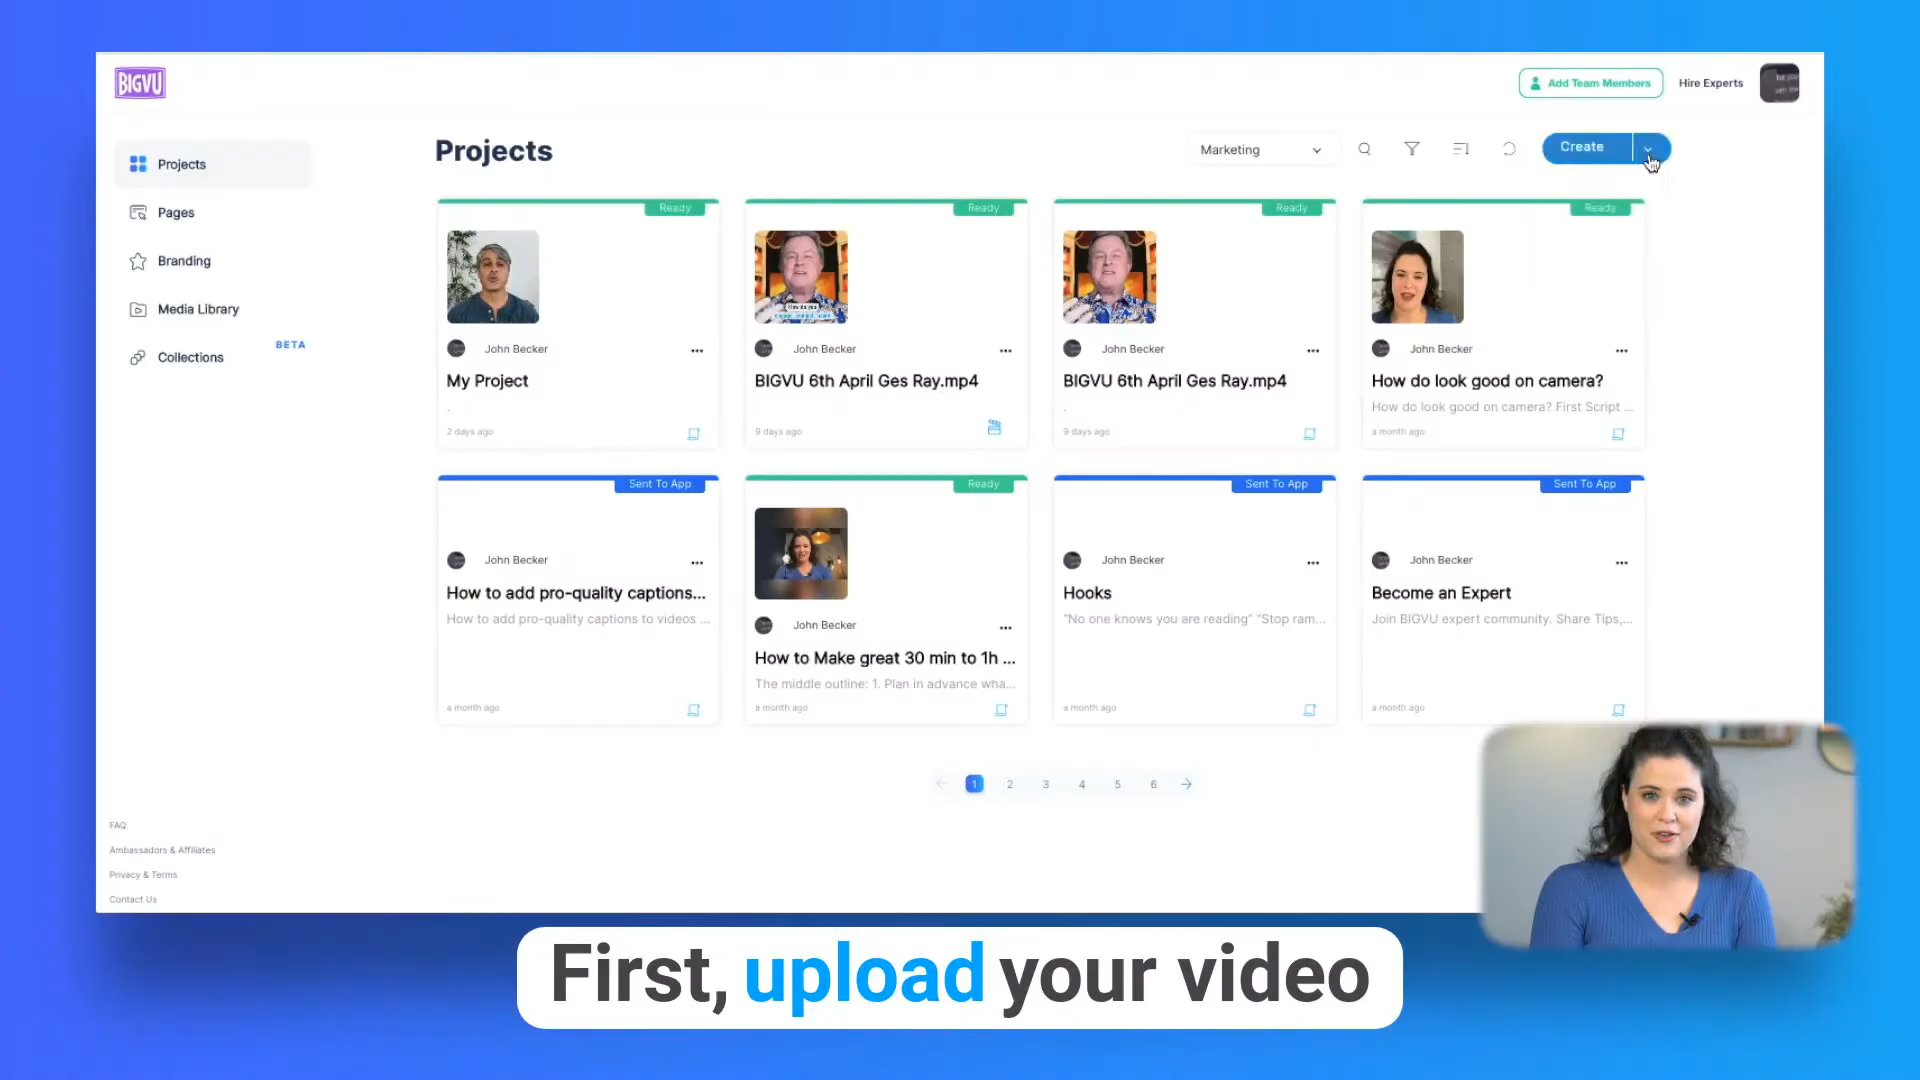 BIGVU
Add Team Members
Hire Experts
Projects
Pages
Branding
Media Library
BETA
Collections
FAQ
Ambassadors & Affiliates
Privacy & Terms
Contact Us
Projects
Marketing
Create
Ready
John Becker
My Project
.
2 days ago
Ready
How do you
John Becker
BIGVU 6th April Ges Ray.mp4
9 days ago
Ready
John Becker
BIGVU 6th April Ges Ray.mp4
.
9 days ago
Ready
John Becker
How do look good on camera?
How do look good on camera? First Script ...
a month ago
Sent To App
John Becker
How to add pro-quality captions...
How to add pro-quality captions to videos ...
a month ago
Ready
John Becker
How to Make great 30 min to 1h ...
The middle outline: 1. Plan in advance wha...
a month ago
Sent To App
John Becker
Hooks
"No one knows you are reading" "Stop ram...
a month ago
Sent To App
John Becker
Become an Expert
Join BIGVU expert community. Share Tips,...
a month ago
1 2 3 4 5 6
First, upload your video